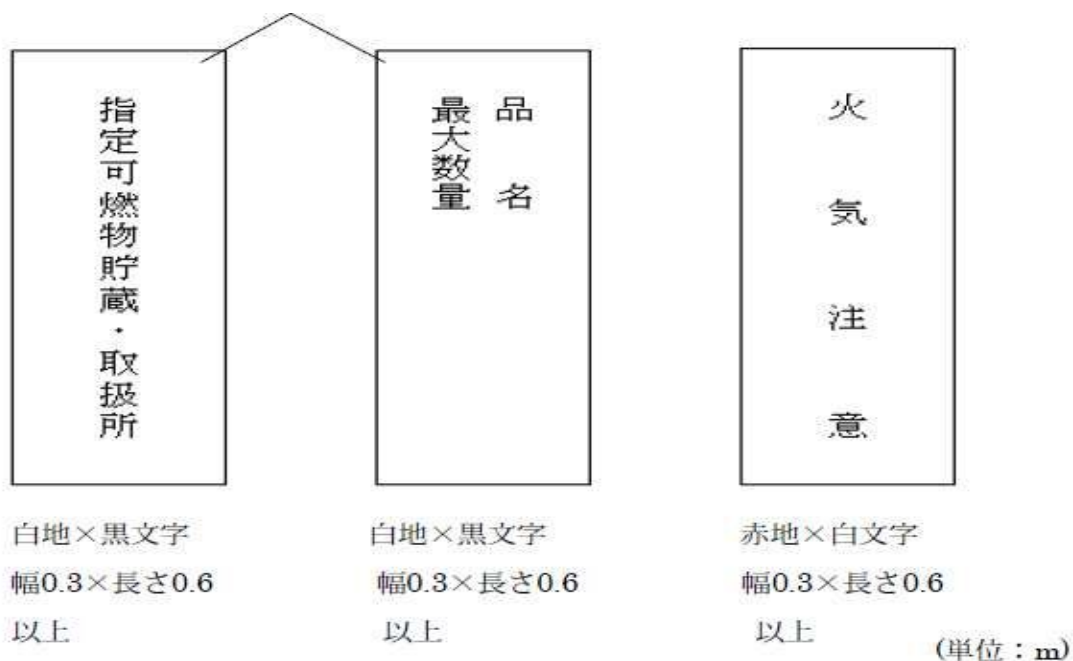 指定可燃物貯蔵・取扱所
品名
最大数量
火気注意
白地×黒文字
幅0.3×長さ0.6
以上
白地×黒文字
幅0.3×長さ0.6
以上
赤地×白文字
幅0.3×長さ0.6
以上
(単位：m)